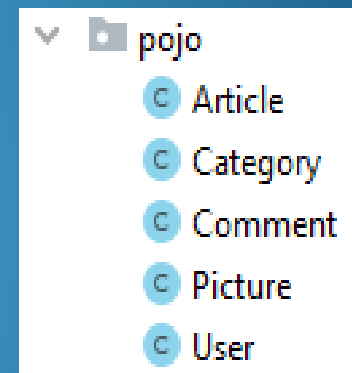 pojo
C Article
C Category
C Comment
C Picture
C User